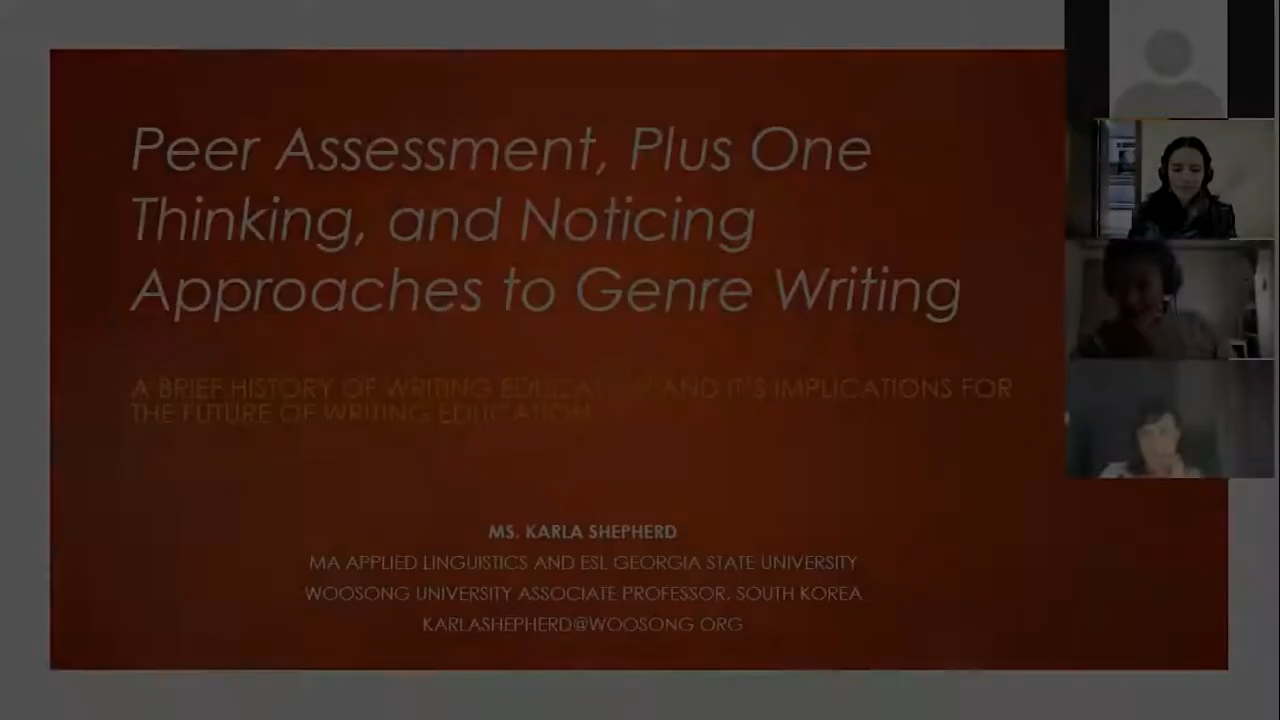 Peer Assessment, Plus One
Thinking, and Noticing
Approaches to Genre Writing
A BRIEF HISTORY OF WRITING EDUCATION AND IT'S IMPLICATIONS FOR
THE FUTURE OF WRITING EDUCATION
MS. KARLA SHEPHERD
MA APPLIED LINGUISTICS AND ESL GEORGIA STATE UNIVERSITY
WOOSONG UNIVERSITY ASSOCIATE PROFESSOR, SOUTH KOREA
KARLASHEPHERD@WOOSONG.ORG